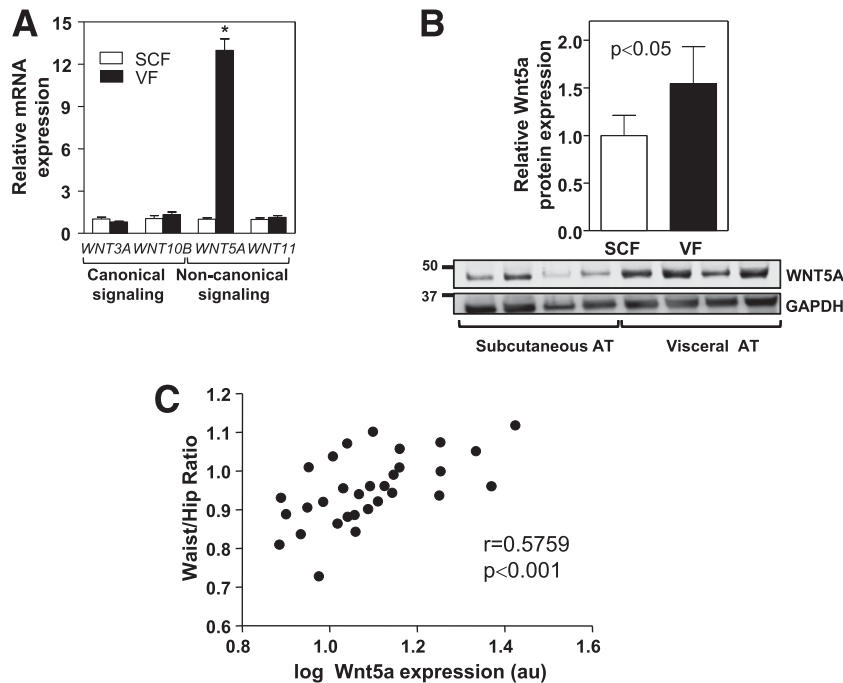 A
Relative mRNA
expression
15
12
9
6
3
0
SCF
VF
*
WNT3A WNT10B WNT5A WNT11
Canonical
signaling
Non-canonical
signaling
B
Relative Wnt5a
protein expression
2.0
1.5
1.0
0.5
0.0
p<0.05
SCF VF
50
37
WNT5A
GAPDH
Subcutaneous AT Visceral AT
C
Waist/Hip Ratio
1.2
1.1
1.0
0.9
0.8
0.7
0.6
r=0.5759
p<0.001
0.8 1.0 1.2 1.4 1.6
log Wnt5a expression (au)